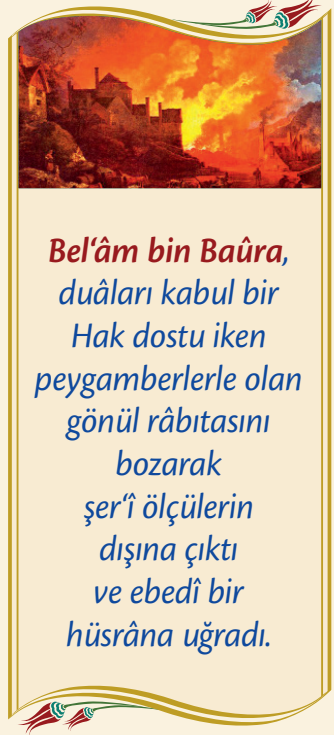 Bel‘âm bin Baûra,
duâları kabul bir
Hak dostu iken
peygamberlerle olan
gönül râbıtasını
bozarak
şer‘î ölçülerin
dışına çıktı
ve ebedî bir
hüsrâna uğradı.